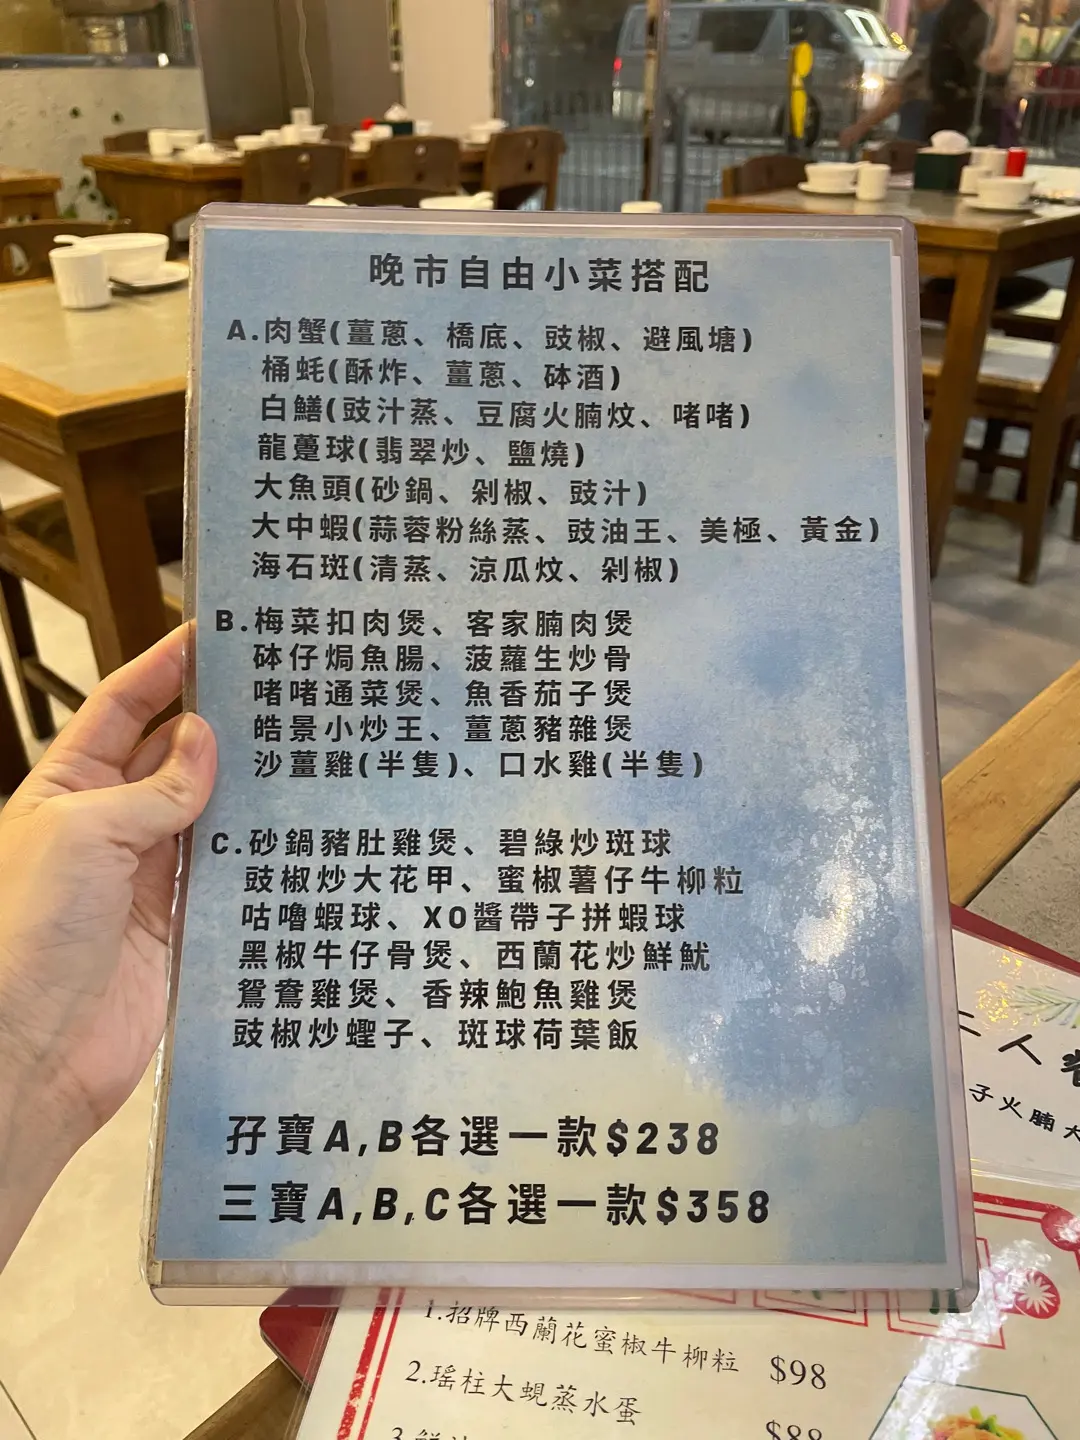 晚市自由小菜搭配
A.肉蟹(薑蔥、橋底、豉椒、避風塘)
桶蚝(酥炸、薑蔥、砵酒)
白鱔(豉汁蒸、豆腐火腩炆、啫啫)
龍躉球(翡翠炒、鹽燒)
大魚頭(砂鍋、剁椒、豉汁)
大中蝦(蒜蓉粉絲蒸、豉油王、美極、黃金)
海石斑(清蒸、涼瓜炆、剁椒)
B.梅菜扣肉煲、客家腩肉煲
砵仔焗魚腸、菠蘿生炒骨
啫啫通菜煲、魚香茄子煲
皓景小炒王、薑蔥豬雜煲
沙薑雞(半隻)、口水雞(半隻)
C.砂鍋豬肚雞煲、碧綠炒斑球
豉椒炒大花甲、蜜椒薯仔牛柳粒
咕嚕蝦球、XO醬帶子拼蝦球
黑椒牛仔骨煲、西蘭花炒鮮魷
鴛鴦雞煲、香辣鮑魚雞煲
豉椒炒蟶子、斑球荷葉飯
孖寶A,B各選一款$238
三寶A,B,C各選一款$358
二人
子火腩大
1.招牌西蘭花蜜椒牛柳粒 $98
2.瑤柱大蜆蒸水蛋
$88